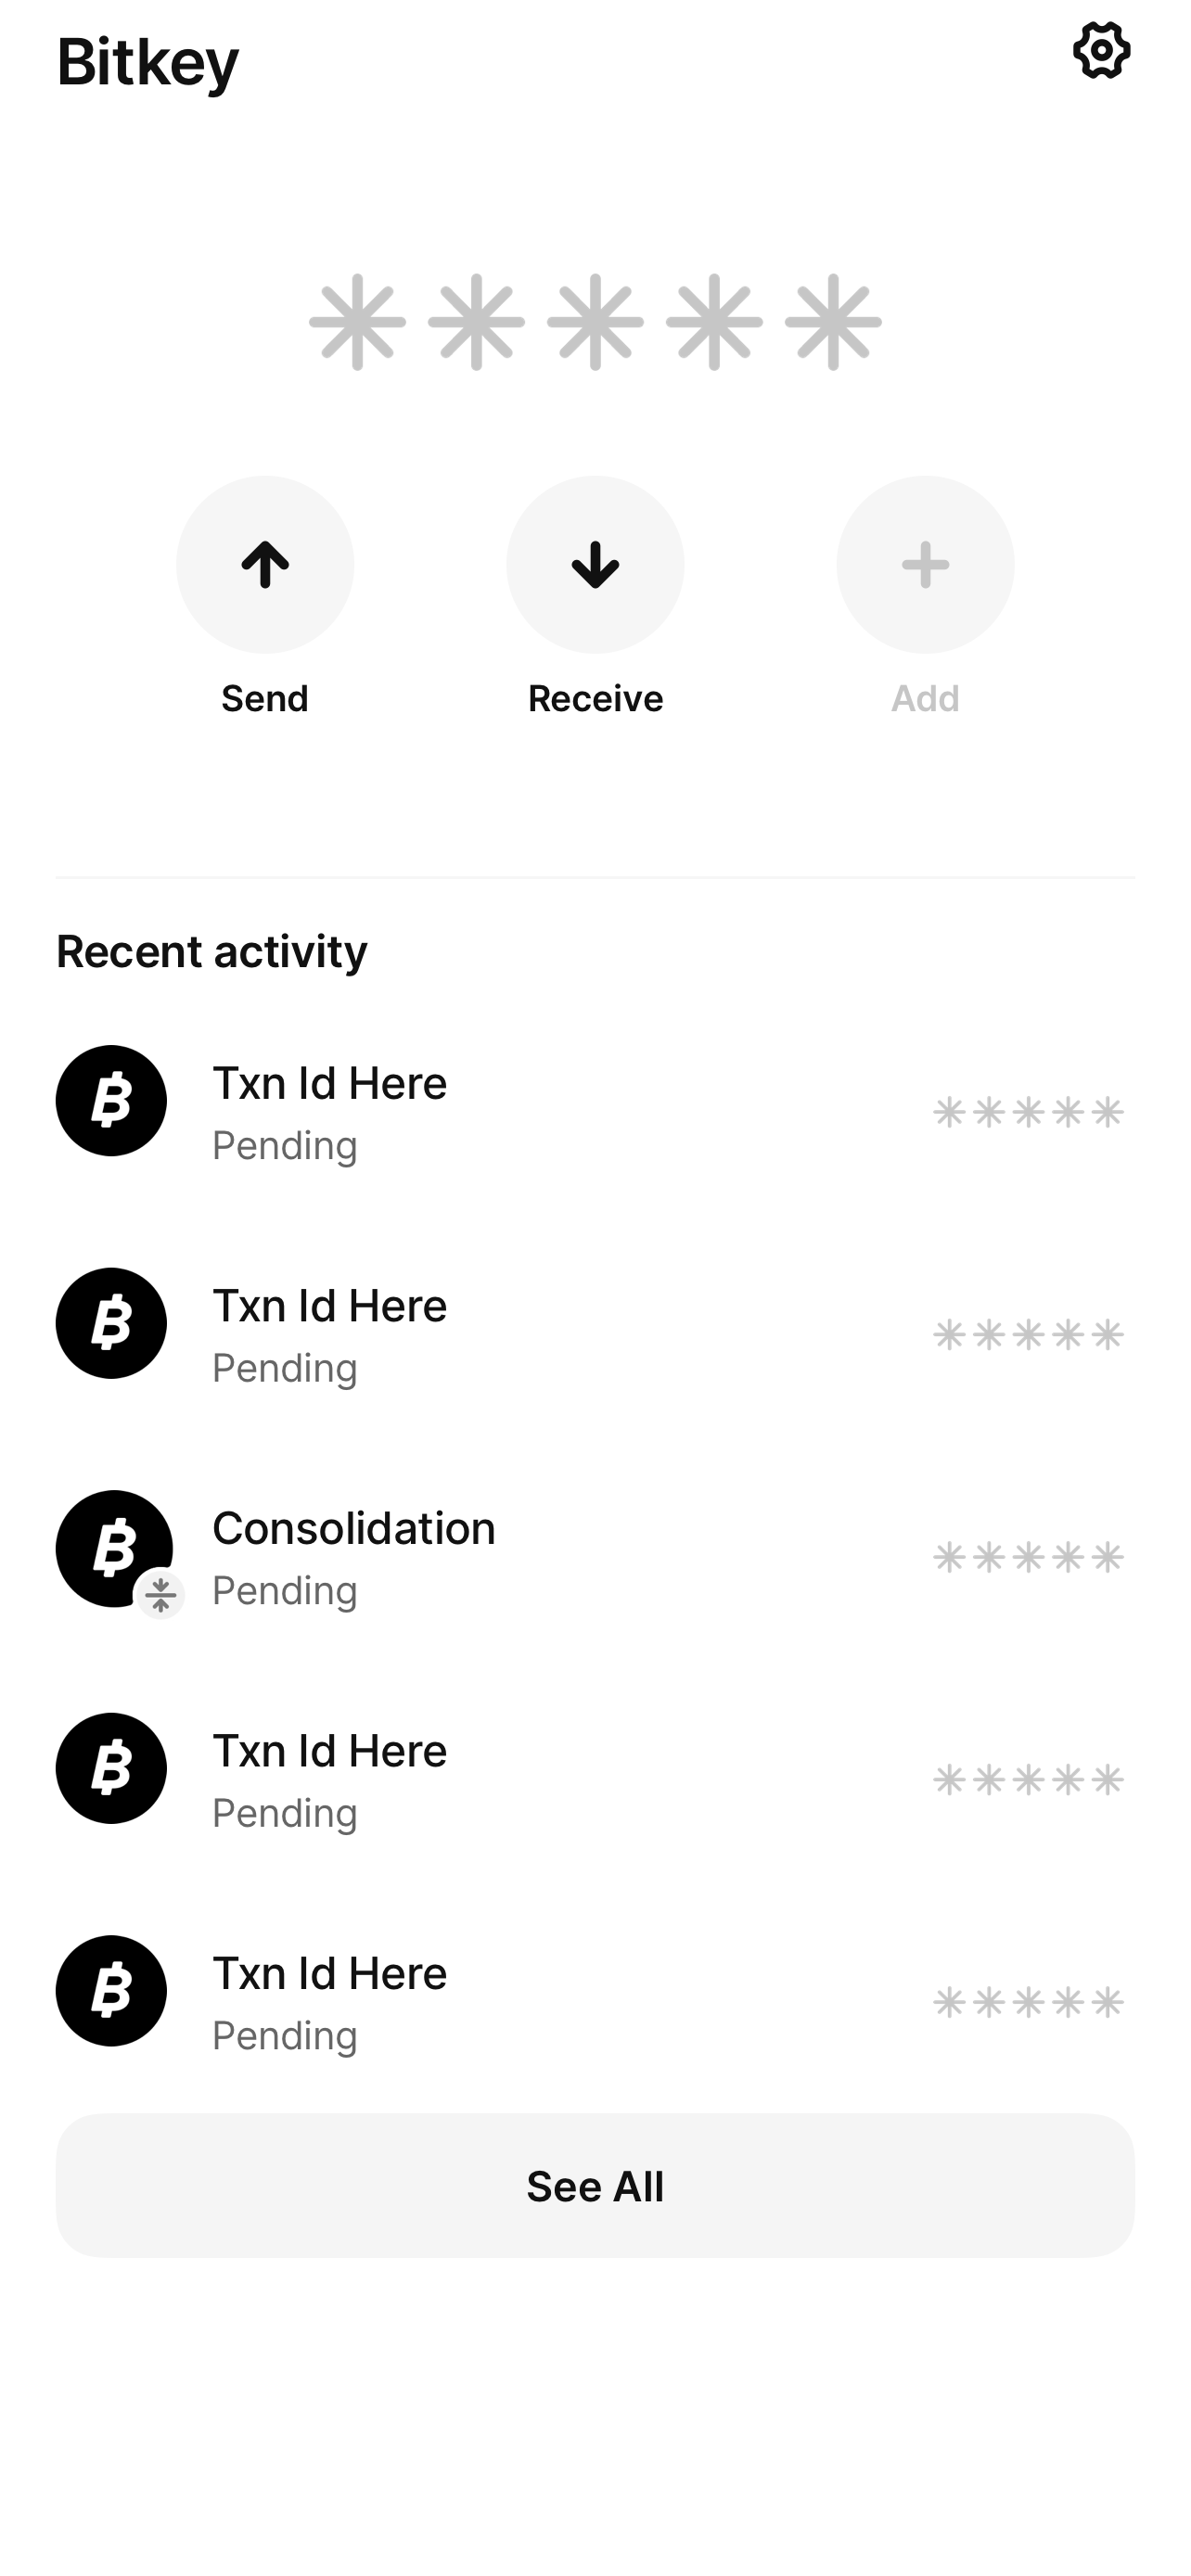 Bitkey
*****
Send
Receive
Add
Recent activity
Txn Id Here
Pending
*****
Txn Id Here
Pending
*****
Consolidation
Pending
*****
Txn Id Here
Pending
*****
Txn Id Here
Pending
*****
See All